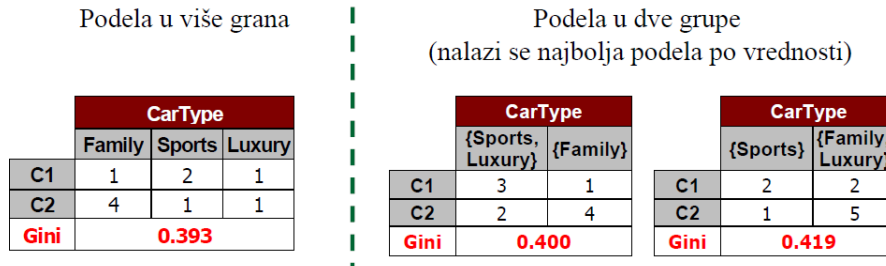 Podela u više grana
CarType
Family Sports Luxury
C1 1 2 1
C2 4 1 1
Gini 0.393
Podela u dve grupe
(nalazi se najbolja podela po vrednosti)
CarType
{Sports,
Luxury} {Family}
C1 3 1
C2 2 4
Gini 0.400
CarType
{Sports} {Family,
Luxury}
C1 2 2
C2 1 5
Gini 0.419